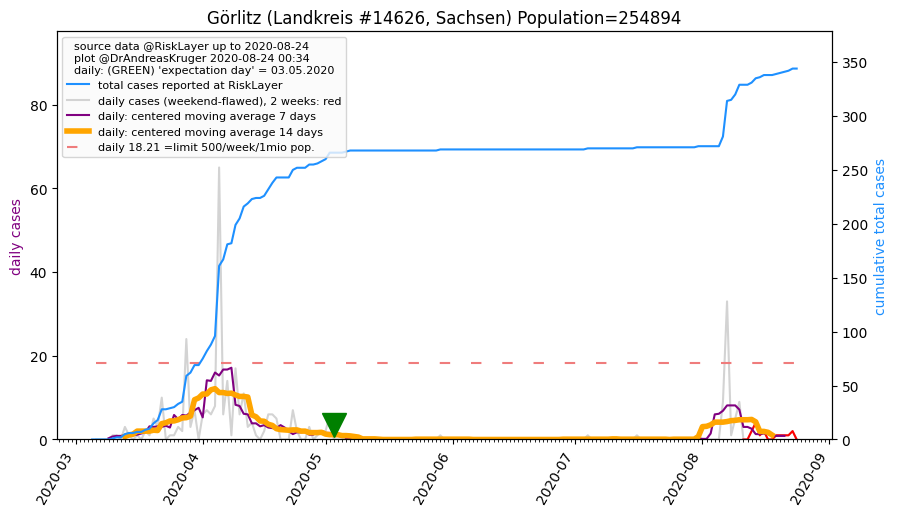 Görlitz (Landkreis #14626, Sachsen) Population=254894
source data @RiskLayer up to 2020-08-24
plot @DrAndreasKruger 2020-08-24 00:34
daily: (GREEN) 'expectation day' = 03.05.2020
total cases reported at RiskLayer
daily cases (weekend-flawed), 2 weeks: red
daily: centered moving average 7 days
daily: centered moving average 14 days
daily 18.21 =limit 500/week/1mio pop.
daily cases
80
60
40
20
0
cumulative total cases
350
300
250
200
150
100
50
0
2020-03
2020-04
2020-05
2020-06
2020-07
2020-08
2020-09